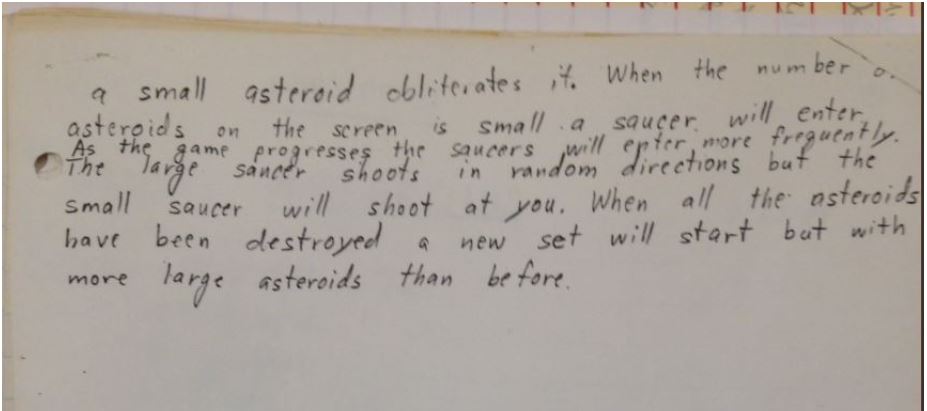 a small asteroid obliterates it. When the number o
asteroids on the screen is small a saucer will enter.
As the game progresses the saucers will enter more frequently.
The large saucer shoots in random directions but the
small saucer will shoot at you. When all the asteroids
have been destroyed a new set will start but with
more large asteroids than before.